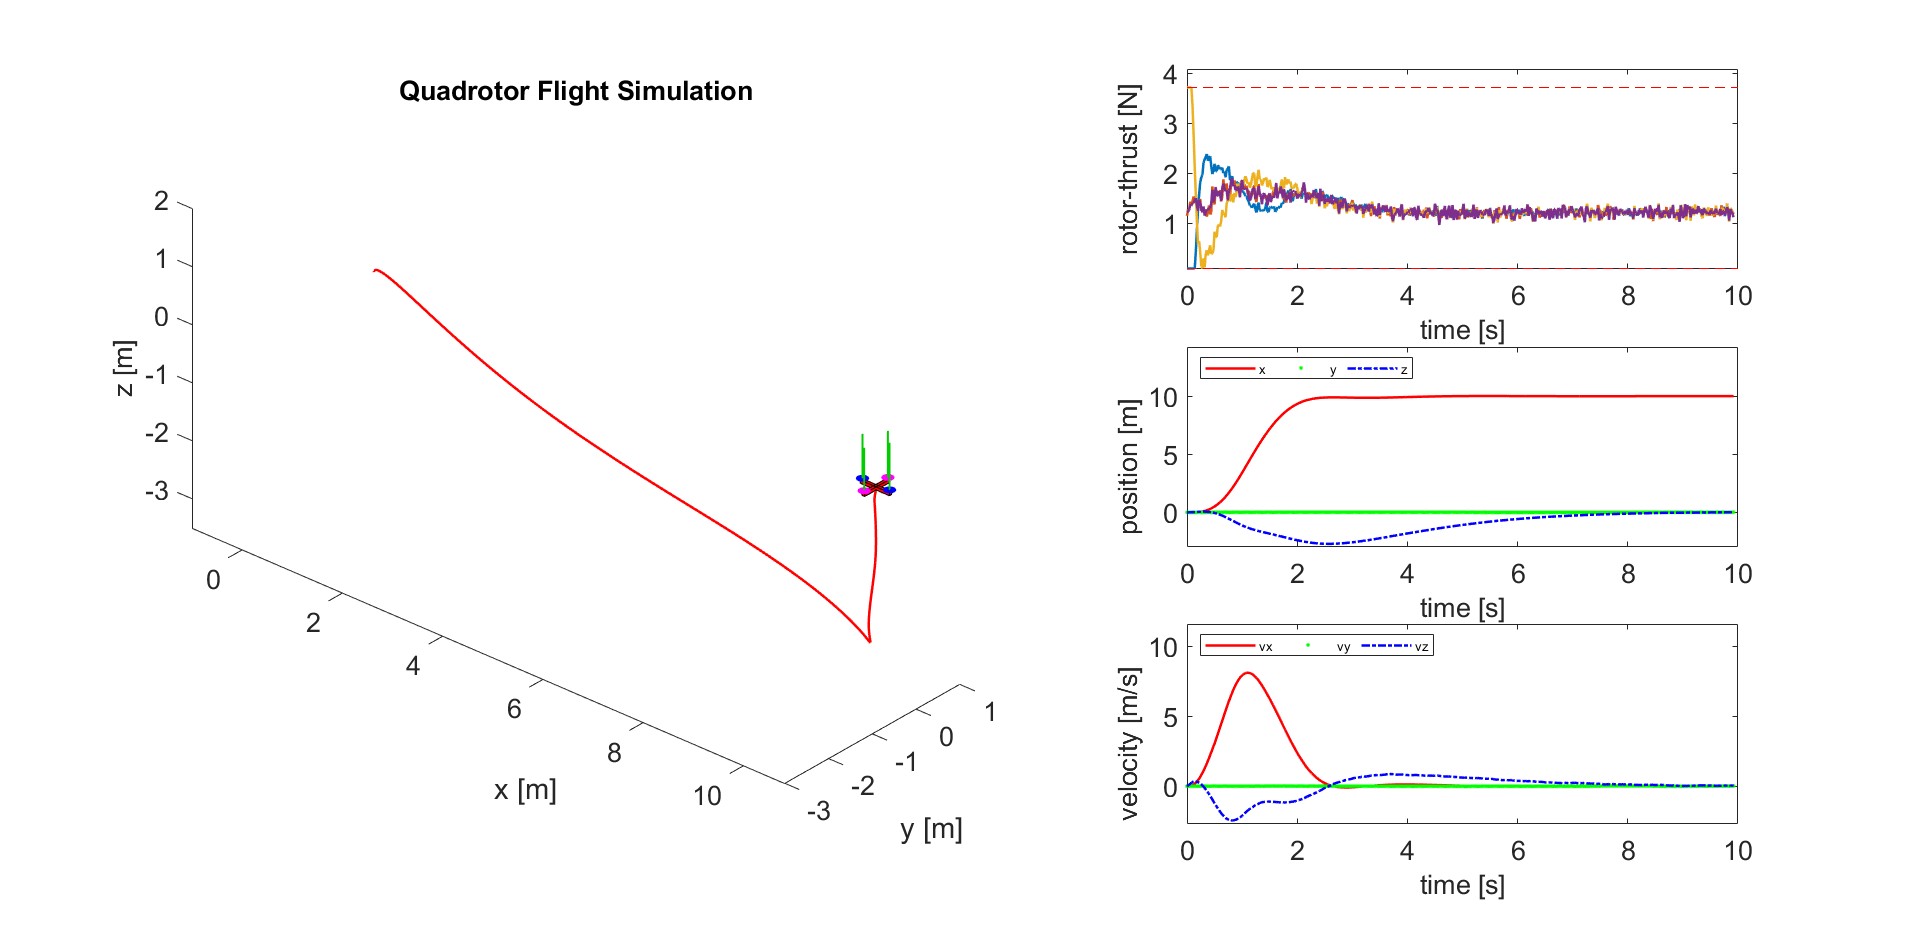 Quadrotor Flight Simulation
2
1
0
-1
-2
-3
z [m]
0
2
4
6
8
10
x [m]
-3
-2
-1
0
1
y [m]
4
3
2
1
rotor-thrust [N]
0 2 4 6 8 10
time [s]
x y z
10
5
0
position [m]
0 2 4 6 8 10
time [s]
vx vy vz
10
5
0
velocity [m/s]
0 2 4 6 8 10
time [s]